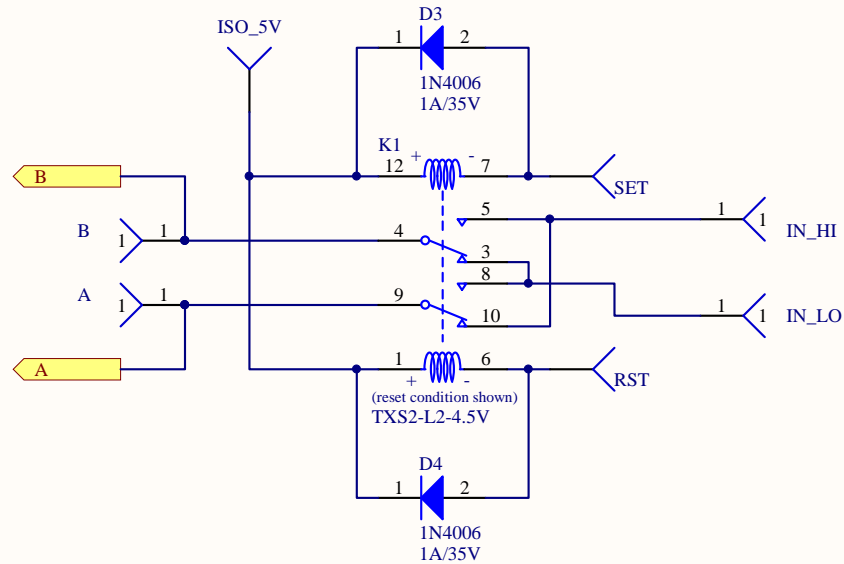 D3
ISO_5V
1 2
1N4006
1A/35V
K1
+ -
12 7
B
SET
5
1
1
IN_HI
B
1
1
4
3
8
A
1
1
9
10
1
1
IN_LO
A
1 6
+ -
RST
(reset condition shown)
TXS2-L2-4.5V
D4
1 2
1N4006
1A/35V